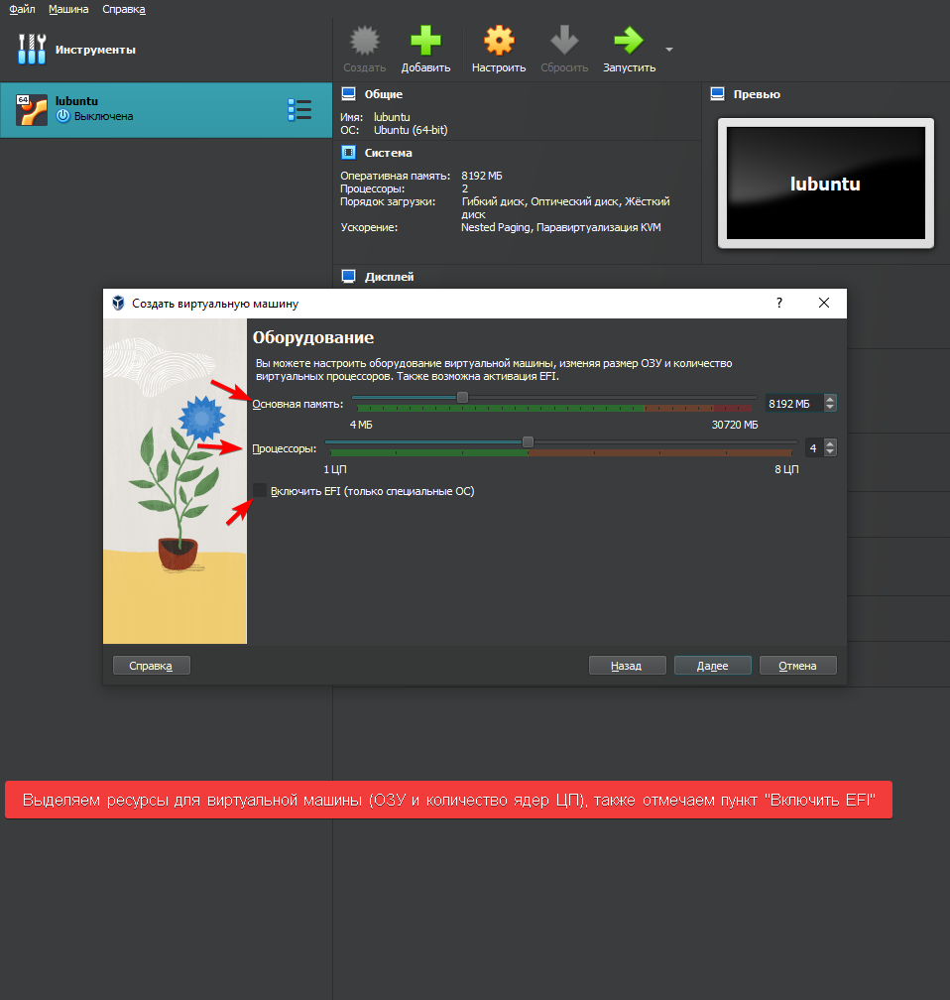 Файл Машина Справка
Инструменты
Создать Добавить Настроить Сбросить Запустить
64
lubuntu
Выключена
Общие
Имя: lubuntu
ОС: Ubuntu (64-bit)
Система
Оперативная память: 8192 МБ
Процессоры: 2
Порядок загрузки: Гибкий диск, Оптический диск, Жёсткий
диск
Ускорение: Nested Paging, Паравиртуализация KVM
Превью
lubuntu
Дисплей
Создать виртуальную машину
?
Оборудование
Вы можете настроить оборудование виртуальной машины, изменяя размер ОЗУ и количество
виртуальных процессоров. Также возможна активация EFI.
Основная память: 8192 МБ
4 МБ 30720 МБ
Процессоры: 4
1 ЦП 8 ЦП
Включить EFI (только специальные ОС)
Справка Назад Далее Отмена
Выделяем ресурсы для виртуальной машины (ОЗУ и количество ядер ЦП), также отмечаем пункт "Включить EFI"